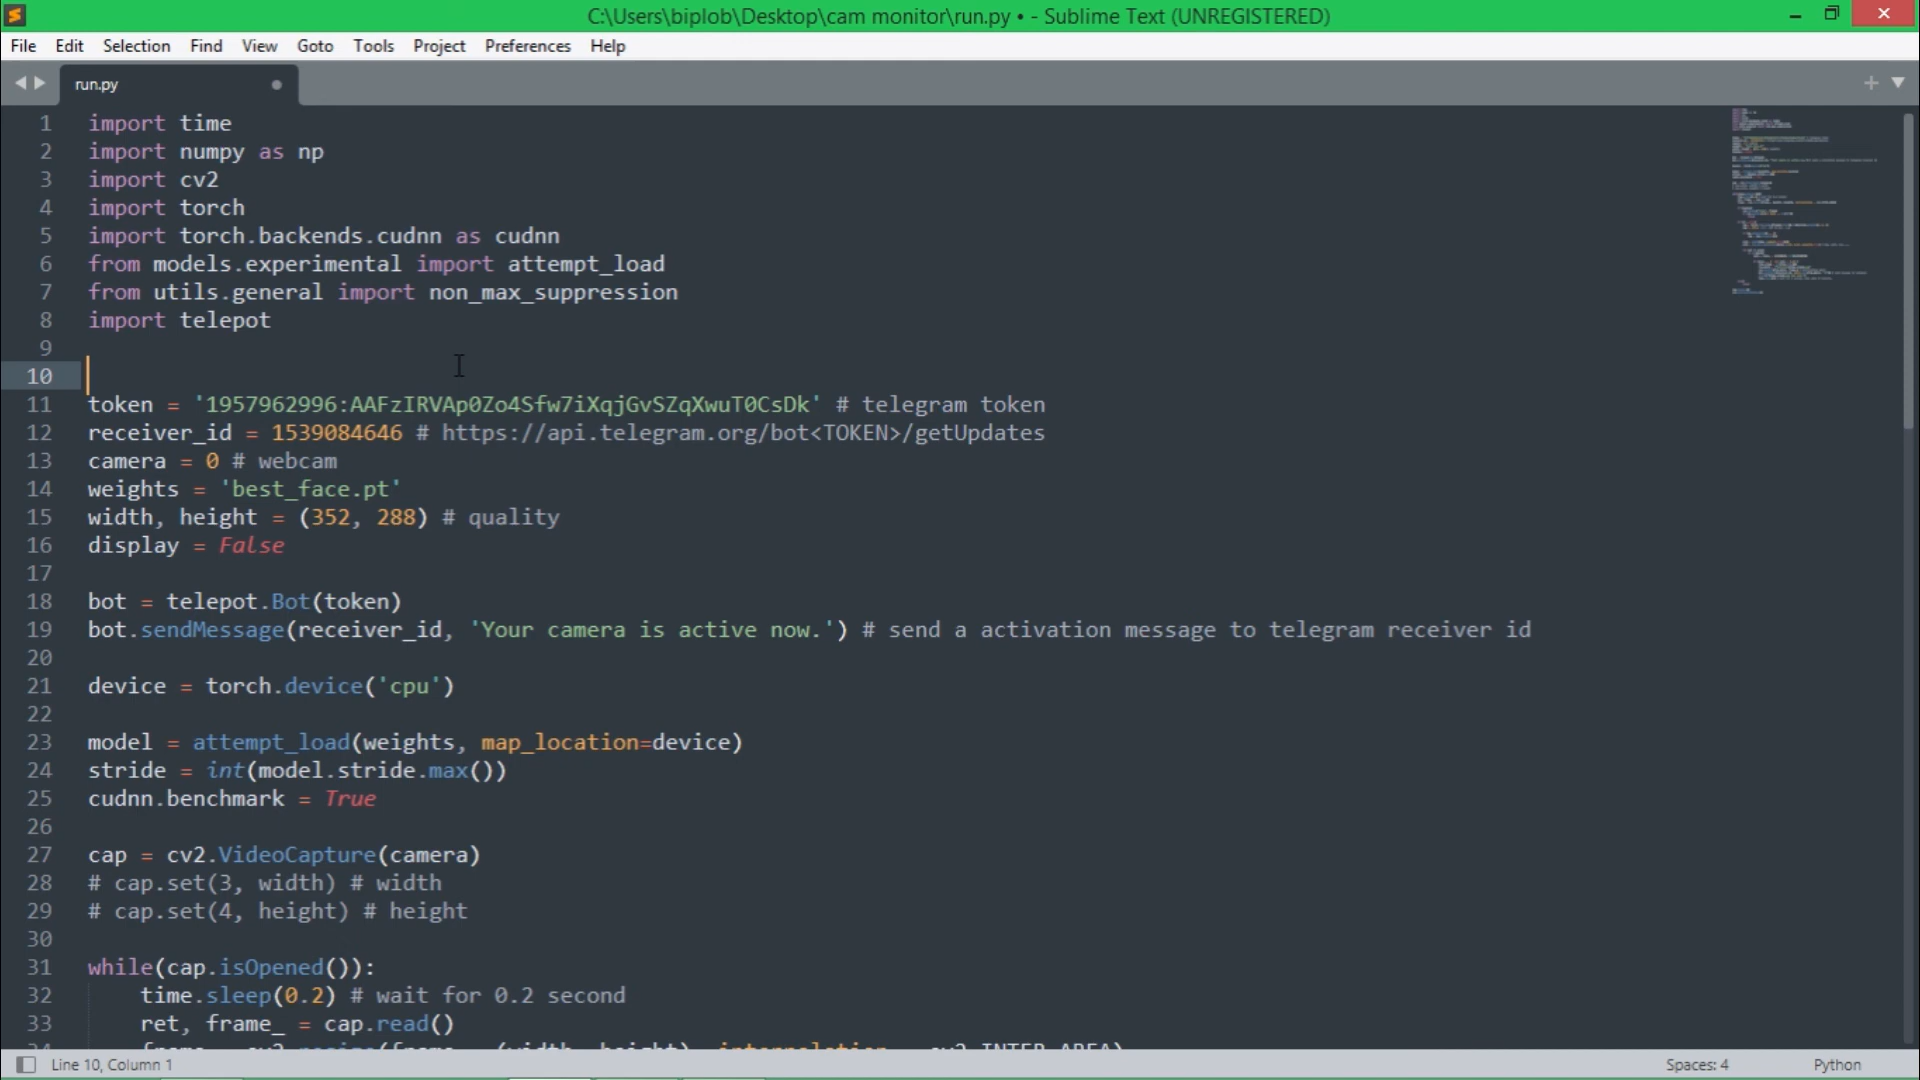 C:\Users\biplob\Desktop\cam monitor\run.py • - Sublime Text (UNREGISTERED)
File Edit Selection Find View Goto Tools Project Preferences Help
run.py
1 import time
2 import numpy as np
3 import cv2
4 import torch
5 import torch.backends.cudnn as cudnn
6 from models.experimental import attempt_load
7 from utils.general import non_max_suppression
8 import telepot
9
10
11 token = '1957962996:AAFzIRVAp0Zo4Sfw7iXqjGvSZqXwuT0CsDk' # telegram token
12 receiver_id = 1539084646 # https://api.telegram.org/bot<TOKEN>/getUpdates
13 camera = 0 # webcam
14 weights = 'best_face.pt'
15 width, height = (352, 288) # quality
16 display = False
17
18 bot = telepot.Bot(token)
19 bot.sendMessage(receiver_id, 'Your camera is active now.') # send a activation message to telegram receiver id
20
21 device = torch.device('cpu')
22
23 model = attempt_load(weights, map_location=device)
24 stride = int(model.stride.max())
25 cudnn.benchmark = True
26
27 cap = cv2.VideoCapture(camera)
28 # cap.set(3, width) # width
29 # cap.set(4, height) # height
30
31 while(cap.isOpened()):
32 time.sleep(0.2) # wait for 0.2 second
33 ret, frame_ = cap.read()
Line 10, Column 1
Spaces: 4
Python